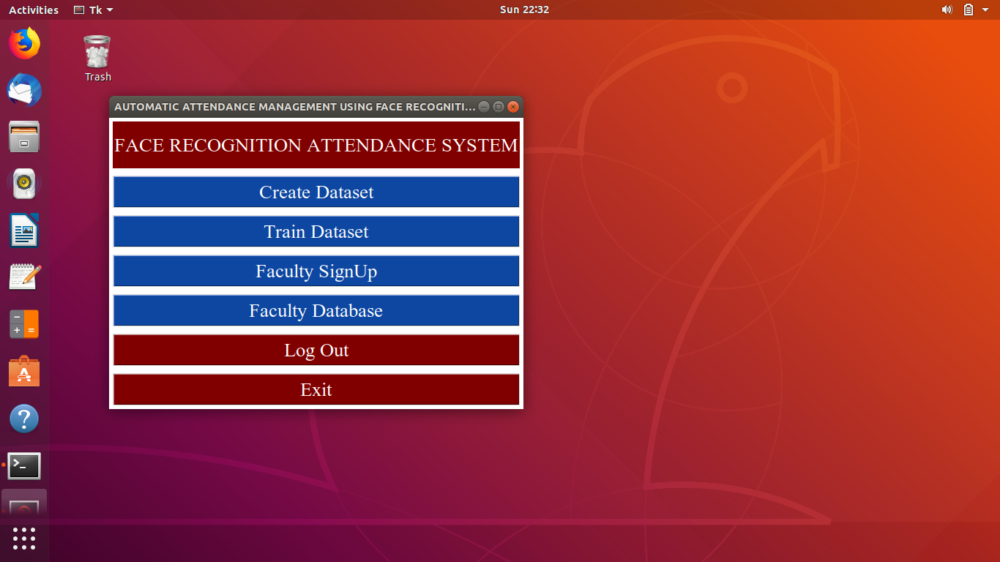 Activities Tk Sun 22:32
Trash
AUTOMATIC ATTENDANCE MANAGEMENT USING FACE RECOGNITI...
FACE RECOGNITION ATTENDANCE SYSTEM
Create Dataset
Train Dataset
Faculty SignUp
Faculty Database
Log Out
Exit